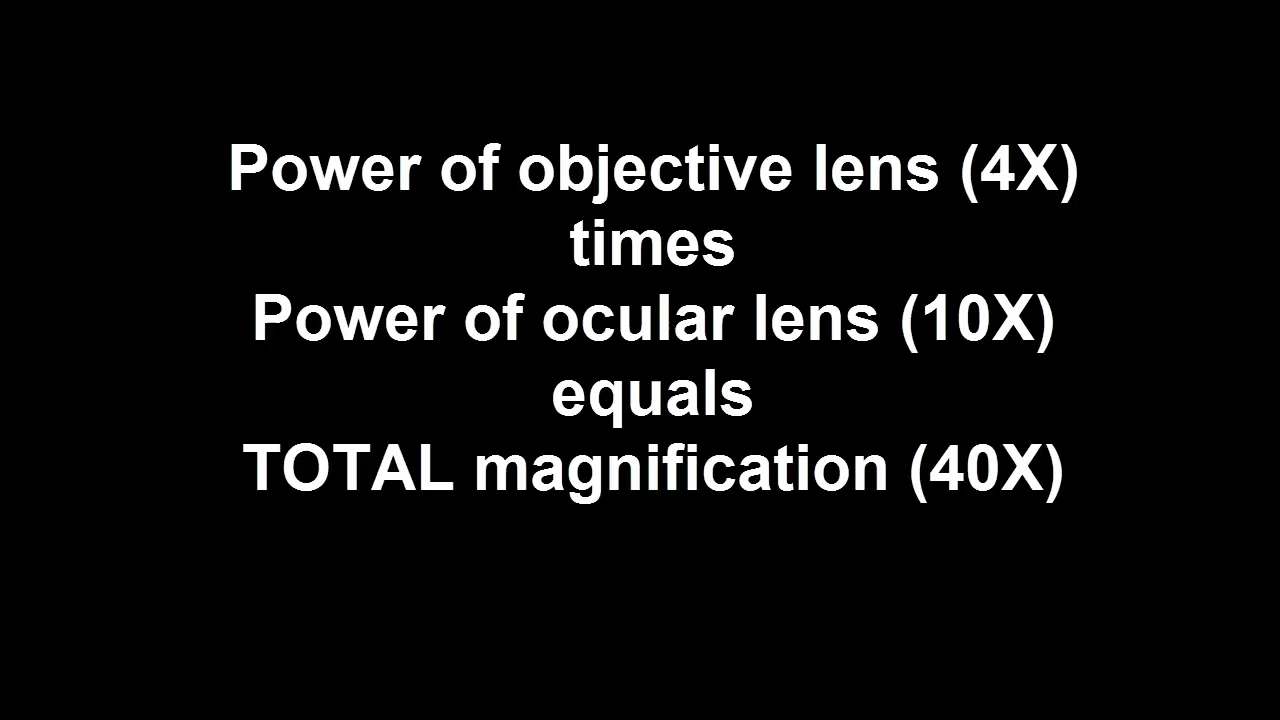 Power of objective lens (4X)
times
Power of ocular lens (10X)
equals
TOTAL magnification (40X)